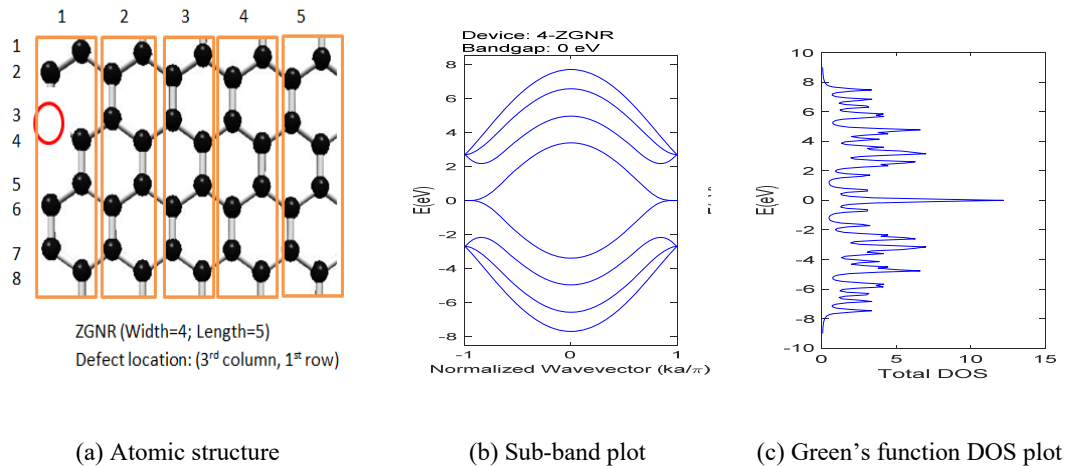 1 2 3 4 5
1
2
3
4
5
6
7
8
ZGNR (Width=4; Length=5)
Defect location: (3rd column, 1st row)
Device: 4-ZGNR
Bandgap: 0 eV
8
6
4
2
0
-2
-4
-6
-8
E(eV)
-1 0 1
Normalized Wavevector (ka/π)
10
8
6
4
2
0
-2
-4
-6
-8
-10
E(eV)
0 5 10 15
Total DOS
(a) Atomic structure
(b) Sub-band plot
(c) Green’s function DOS plot